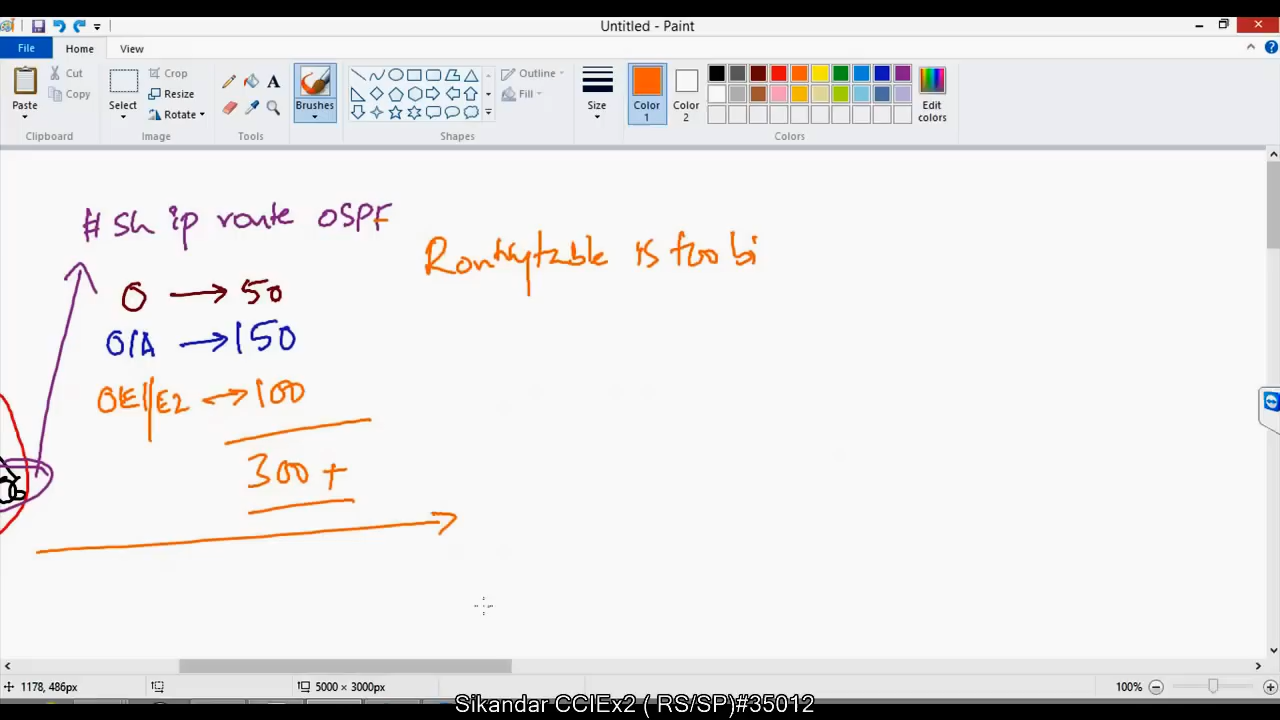 Untitled - Paint
File
Home
View
Paste
Cut
Copy
Clipboard
Select
Crop
Resize
Rotate
Image
A
Tools
Brushes
Outline
Fill
Shapes
Size
Color 1
Color 2
Edit colors
Colors
# sh ip route OSPF
Routing table is too bi
O → 50
O IA → 150
O E1/E2 → 100
300 +
1178, 486px
5000 × 3000px
100%
Sikandar CCIEx2 ( RS/SP)#35012